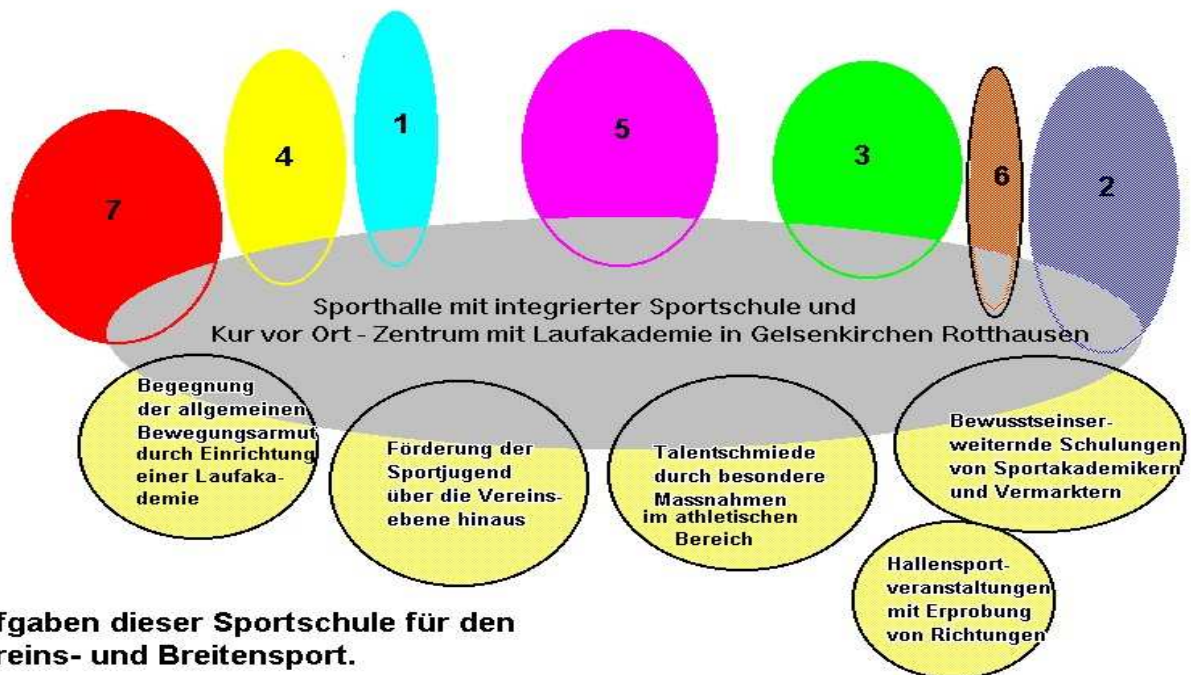 7
4
1
5
3
6
2
Sporthalle mit integrierter Sportschule und
Kur vor Ort - Zentrum mit Laufakademie in Gelsenkirchen Rotthausen
Begegnung
der allgemeinen
Bewegungsarmut
durch Einrichtung
einer Laufaka-
demie
Förderung der
Sportjugend
über die Vereins-
ebene hinaus
Talentschmiede
durch besondere
Massnahmen
im athletischen
Bereich
Bewusstseinser-
weiternde Schulungen
von Sportakademikern
und Vermarktern
Hallensport-
veranstaltungen
mit Erprobung
von Richtungen
fgaben dieser Sportschule für den
reins- und Breitensport.